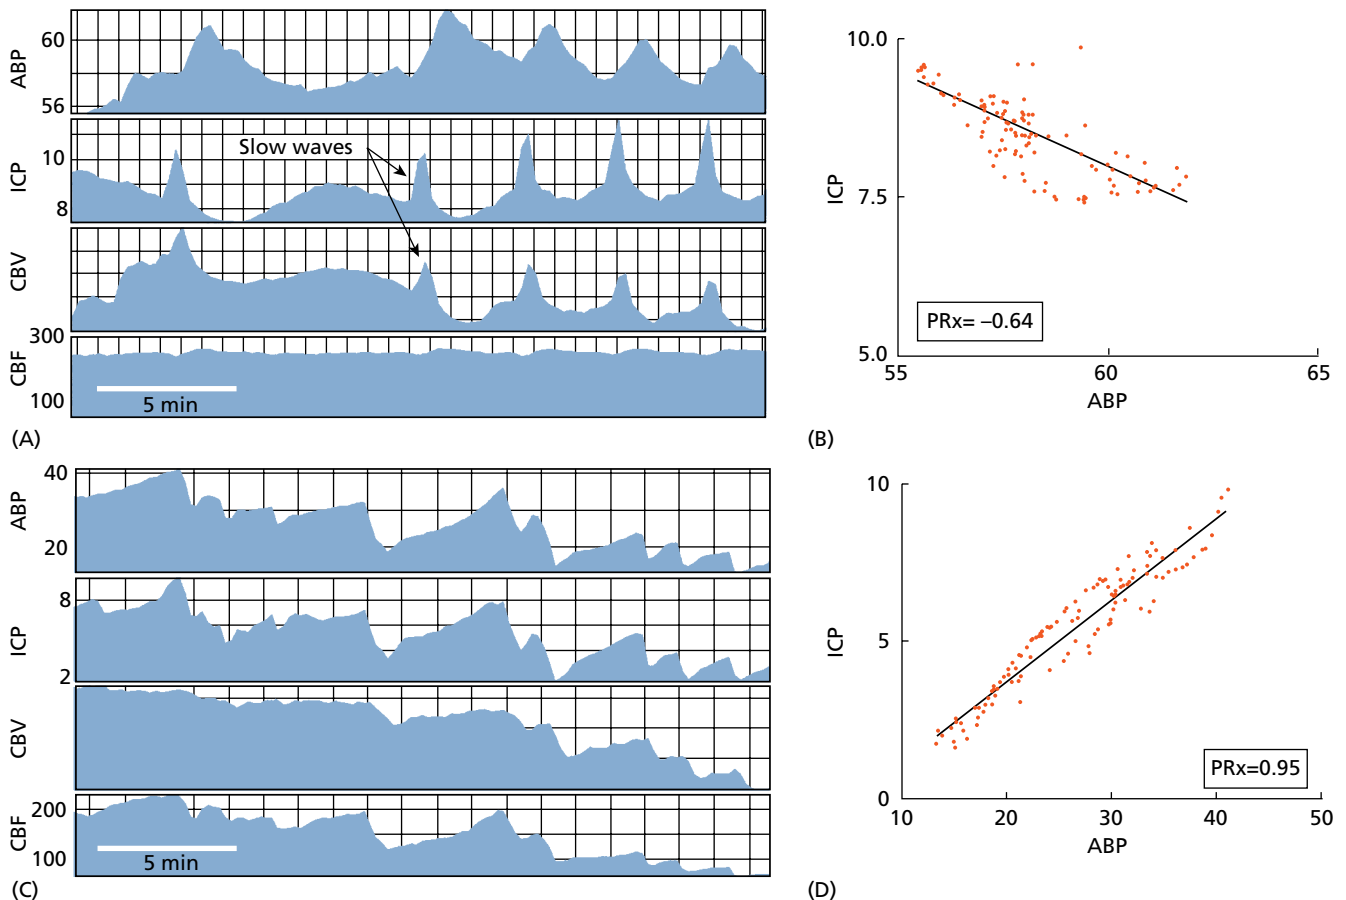 ABP
60
56
ICP
10
8
Slow waves
CBV
CBF
300
100
5 min
(A)
10.0
7.5
5.0
ICP
PRx= –0.64
55
60
65
ABP
(B)
ABP
40
20
ICP
8
2
CBV
CBF
200
100
5 min
(C)
10
5
0
ICP
PRx=0.95
10
20
30
40
50
ABP
(D)